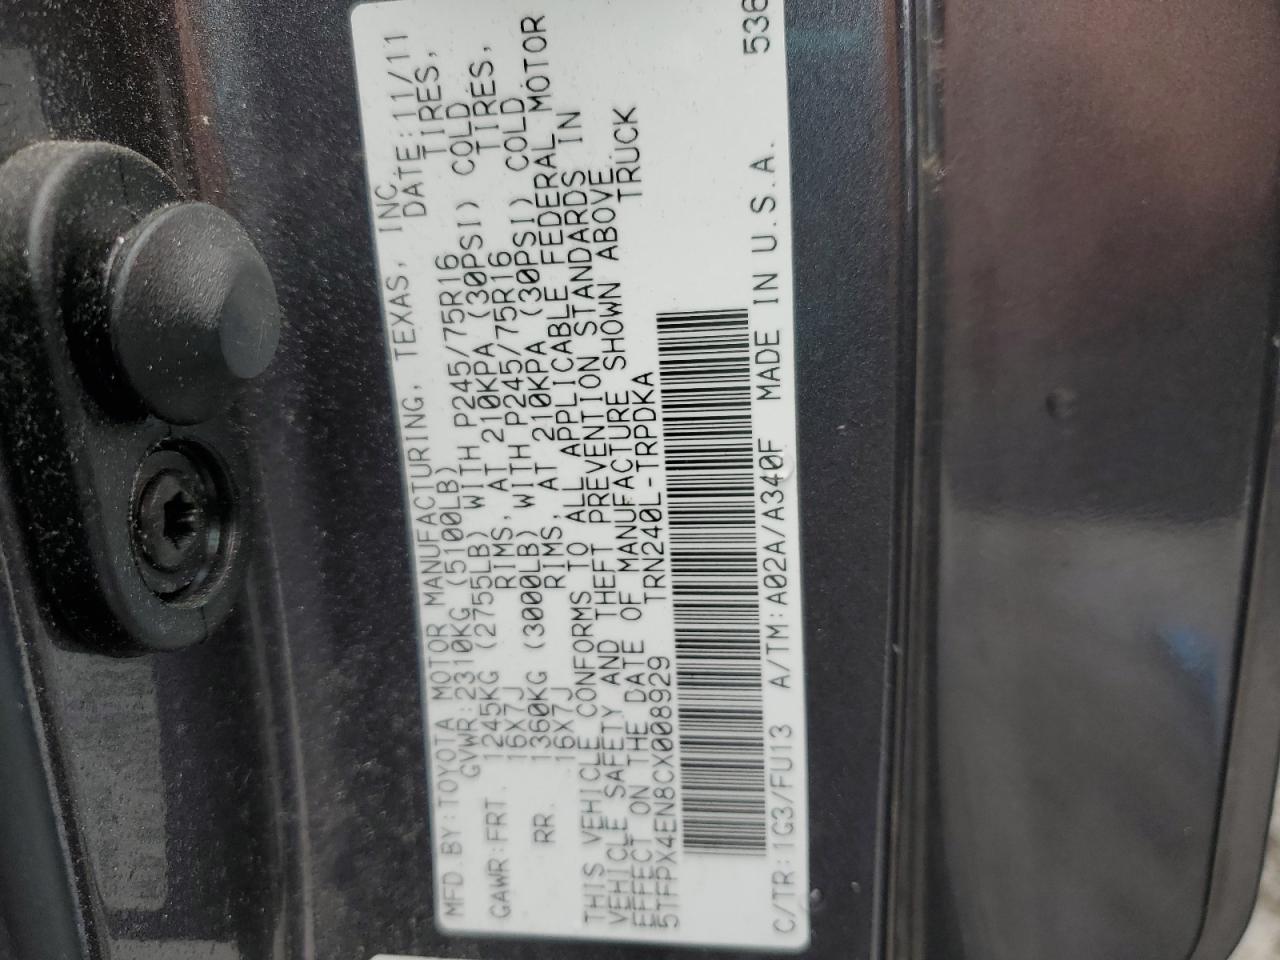 MFD.BY:TOYOTA MOTOR MANUFACTURING, TEXAS, INC. DATE:11/11
GVWR:2310KG(5100LB)
GAWR:FRT. 1245KG (2755LB) WITH P245/75R16 TIRES,
16X7J RIMS, AT 210KPA (30PSI) COLD
RR. 1360KG (3000LB) WITH P245/75R16 TIRES,
16X7J RIMS, AT 210KPA (30PSI) COLD
THIS VEHICLE CONFORMS TO ALL APPLICABLE FEDERAL MOTOR
VEHICLE SAFETY AND THEFT PREVENTION STANDARDS IN
EFFECT ON THE DATE OF MANUFACTURE SHOWN ABOVE.
5TFPX4EN8CX008929 TRN240L-TRPDKA TRUCK
C/TR:1G3/FU13 A/TM:A02A/A340F MADE IN U.S.A. 536